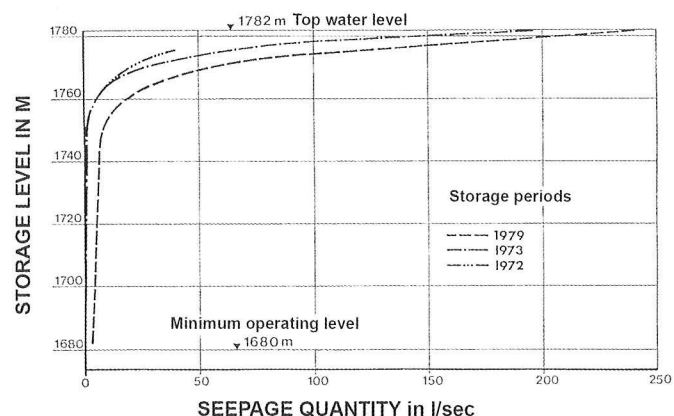 1782 m Top water level
1780
1760
1740
1720
1700
1680
STORAGE LEVEL IN M
Storage periods
1979
1973
1972
Minimum operating level
1680 m
0
50
100
150
200
250
SEEPAGE QUANTITY in l/sec